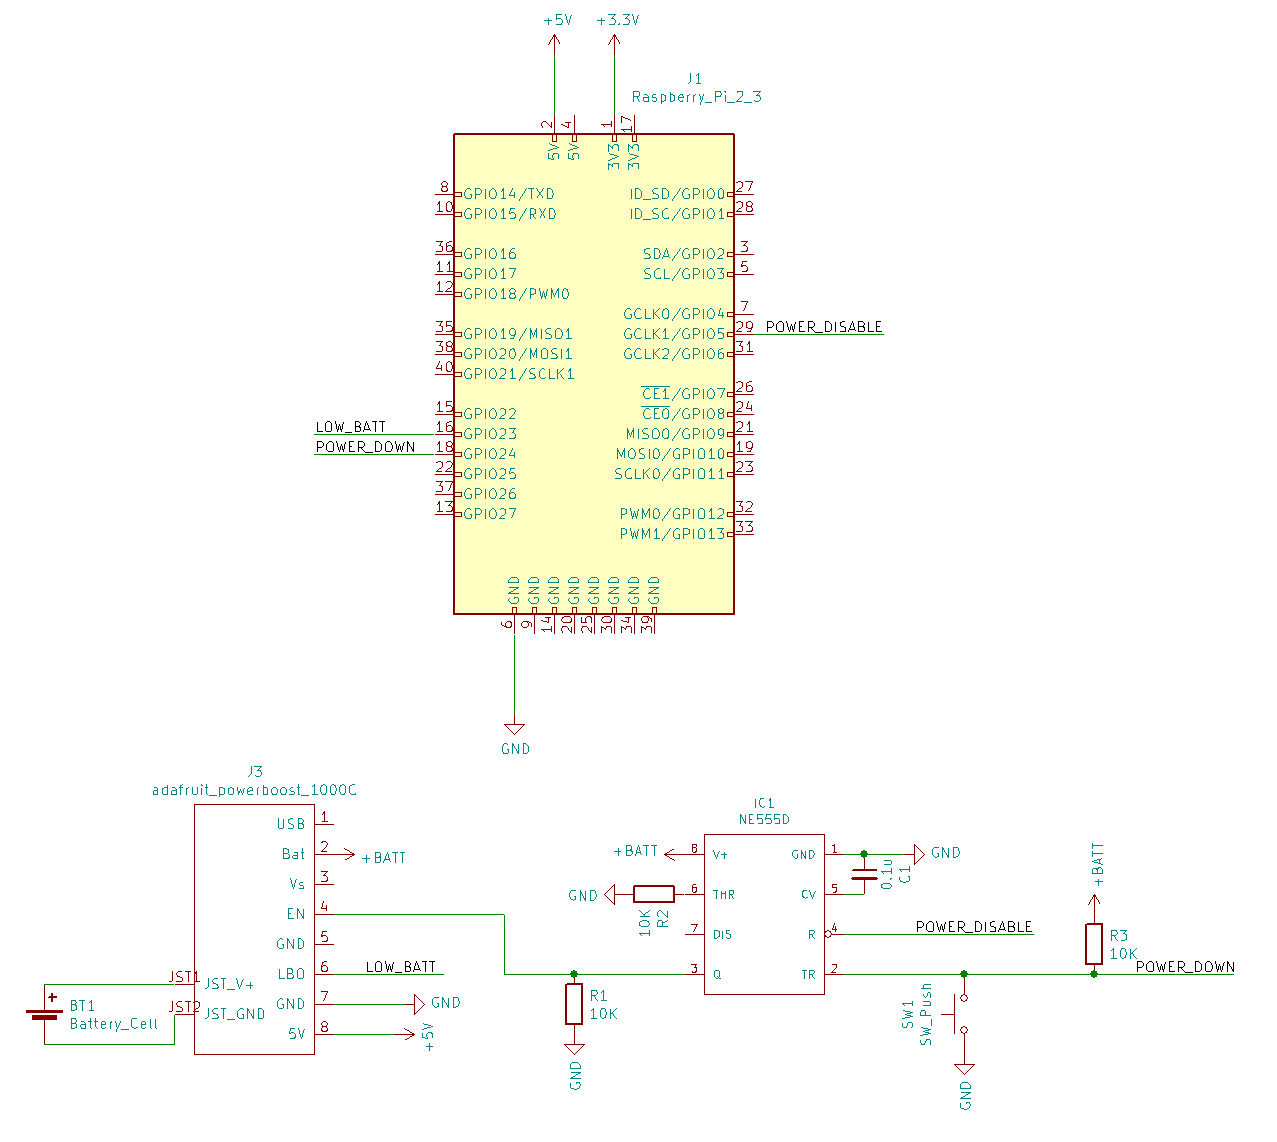 +5V +3.3V
J1
Raspberry_Pi_2_3
2 4 1 17
5V 5V 3V3 3V3
8 GPIO14/TXD ID_SD/GPIO0 27
10 GPIO15/RXD ID_SC/GPIO1 28
36 GPIO16 SDA/GPIO2 3
11 GPIO17 SCL/GPIO3 5
12 GPIO18/PWM0
GCLK0/GPIO4 7
35 GPIO19/MISO1 GCLK1/GPIO5 29 POWER_DISABLE
38 GPIO20/MOSI1 GCLK2/GPIO6 31
40 GPIO21/SCLK1
CE1/GPIO7 26
15 GPIO22 CE0/GPIO8 24
LOW_BATT 16 GPIO23 MISO0/GPIO9 21
POWER_DOWN 18 GPIO24 MOSI0/GPIO10 19
22 GPIO25 SCLK0/GPIO11 23
37 GPIO26
13 GPIO27 PWM0/GPIO12 32
PWM1/GPIO13 33
GND GND GND GND GND GND GND GND
6 9 14 20 25 30 34 39
GND
J3
adafruit_powerboost_1000C
USB 1
Bat 2 +BATT
Vs 3
EN 4
GND 5
LBO 6 LOW_BATT
GND 7 GND
5V 8 +5V
JST1 JST_V+
JST2 JST_GND
BT1
Battery_Cell
+
R1
10K
GND
IC1
NE555D
+BATT 8 V+ GND 1 GND
GND 10K R2 6 THR CV 5 0.1u C1
7 DIS R 4 POWER_DISABLE
3 Q TR 2 POWER_DOWN
+BATT
R3
10K
SW1
SW_Push
GND